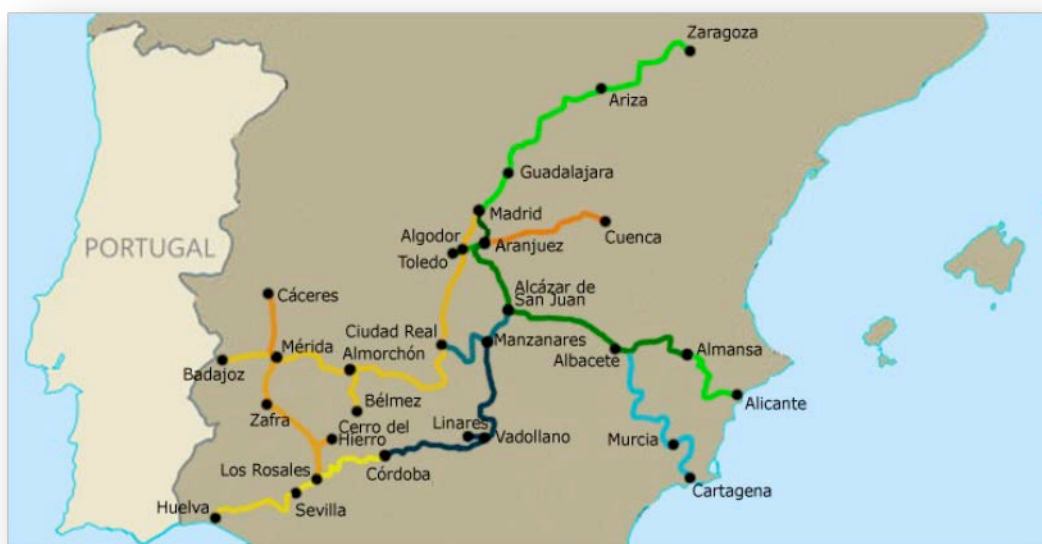 Zaragoza
Ariza
Guadalajara
Madrid
Algodor
Aranjuez
Cuenca
Toledo
PORTUGAL
Cáceres
Alcázar de
San Juan
Ciudad Real
Manzanares
Mérida
Almorchón
Albacete
Almansa
Badajoz
Alicante
Bélmez
Zafra
Cerro del
Hierro
Linares
Vadollano
Murcia
Los Rosales
Córdoba
Cartagena
Huelva
Sevilla